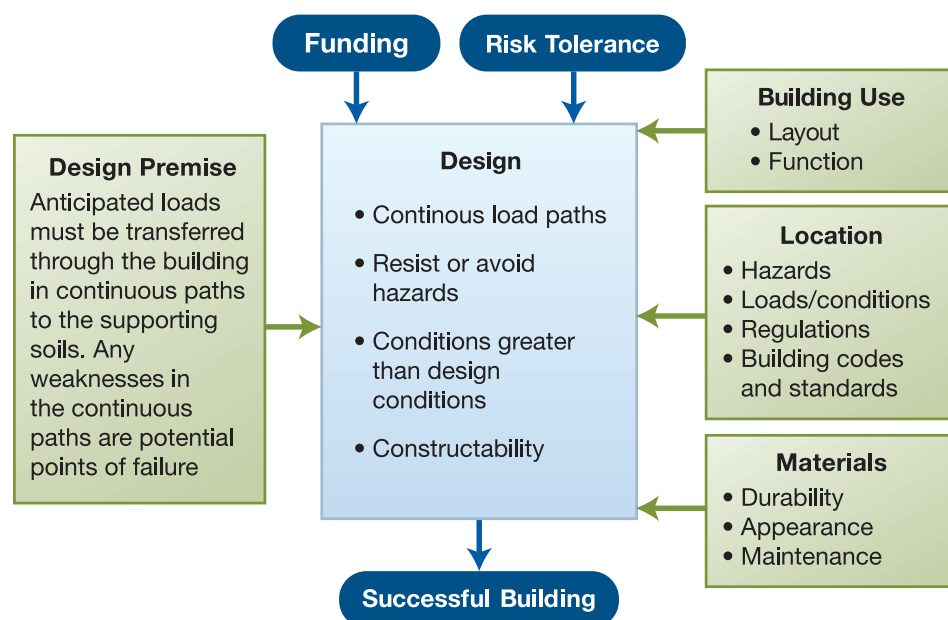 Funding
Risk Tolerance
Design Premise
Anticipated loads
must be transferred
through the building
in continuous paths
to the supporting
soils. Any
weaknesses in
the continuous
paths are potential
points of failure
Design
• Continous load paths
• Resist or avoid
hazards
• Conditions greater
than design
conditions
• Constructability
Building Use
• Layout
• Function
Location
• Hazards
• Loads/conditions
• Regulations
• Building codes
and standards
Materials
• Durability
• Appearance
• Maintenance
Successful Building